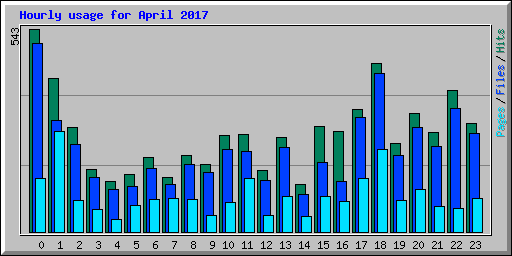 Hourly usage for April 2017
543
Pages / Files / Hits
0 1 2 3 4 5 6 7 8 9 10 11 12 13 14 15 16 17 18 19 20 21 22 23